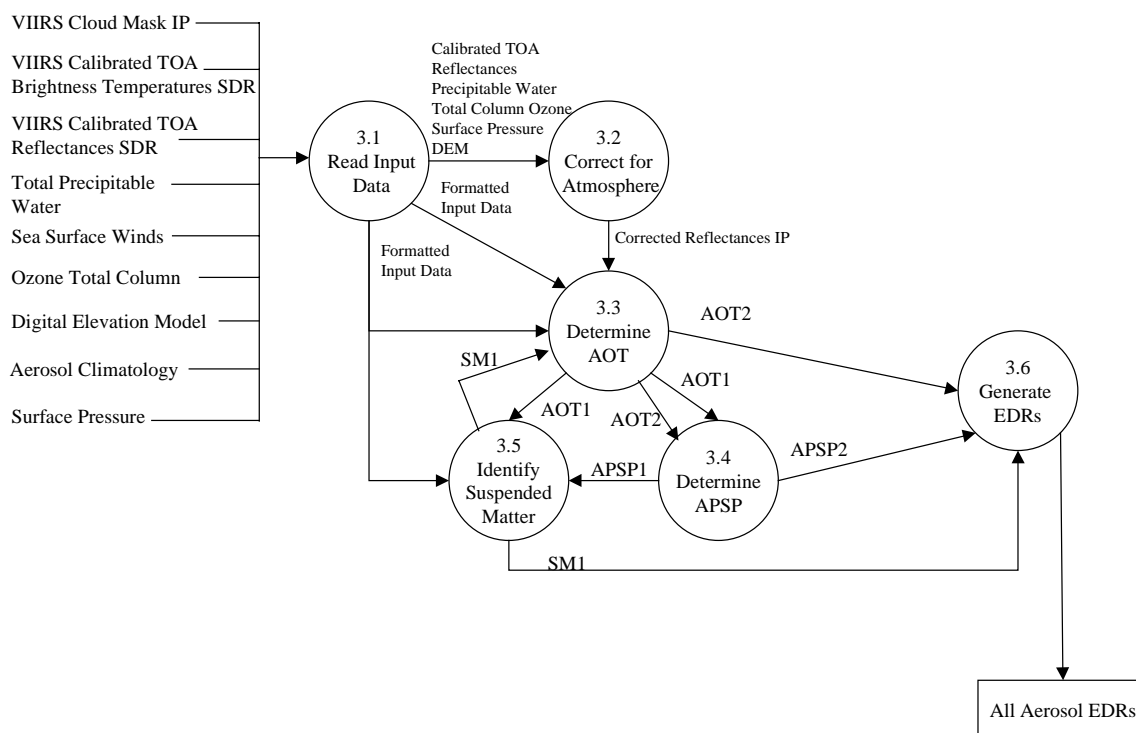 VIIRS Cloud Mask IP
VIIRS Calibrated TOA
Brightness Temperatures SDR
VIIRS Calibrated TOA
Reflectances SDR
Total Precipitable
Water
Sea Surface Winds
Ozone Total Column
Digital Elevation Model
Aerosol Climatology
Surface Pressure
3.1
Read Input
Data
Calibrated TOA
Reflectances
Precipitable Water
Total Column Ozone
Surface Pressure
DEM
3.2
Correct for
Atmosphere
Formatted
Input Data
Formatted
Input Data
Corrected Reflectances IP
3.3
Determine
AOT
AOT2
SM1
AOT1
AOT2
AOT1
3.6
Generate
EDRs
3.5
Identify
Suspended
Matter
APSP1
3.4
Determine
APSP
APSP2
SM1
All Aerosol EDRs